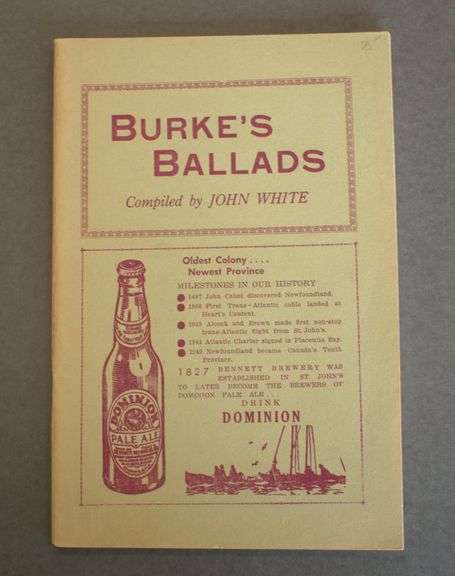 BURKE'S
BALLADS
Compiled by JOHN WHITE
Oldest Colony ....
Newest Province
MILESTONES IN OUR HISTORY
1497 John Cabot discovered Newfoundland.
First Trans-Atlantic cable landed at
Heart's Content.
1919 Alcock and Brown made first non-stop
trans-Atlantic flight from St. John's.
1941 Atlantic Charter signed in Placentia Bay.
1949 Newfoundland became Canada's Tenth
Province.
1827 BENNETT BREWERY WAS
ESTABLISHED IN ST. JOHN'S
TO LATER BECOME THE BREWERS OF
PALE ALE ...
DRINK
DOMINION
DOMINION
PALE ALE